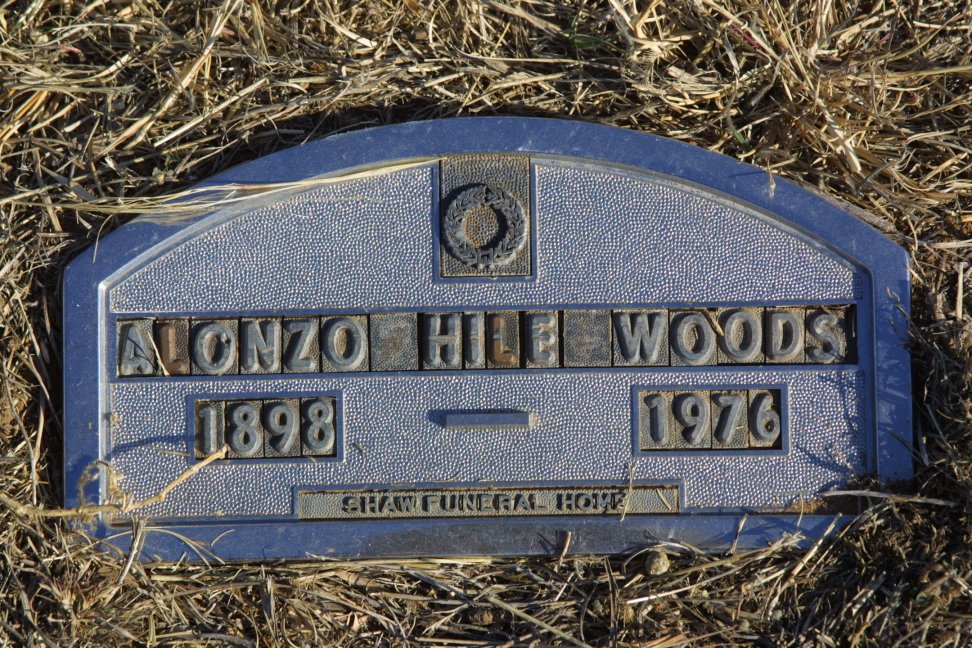 ALONZO HILE WOODS
1898 — 1976
SHAW FUNERAL HOME